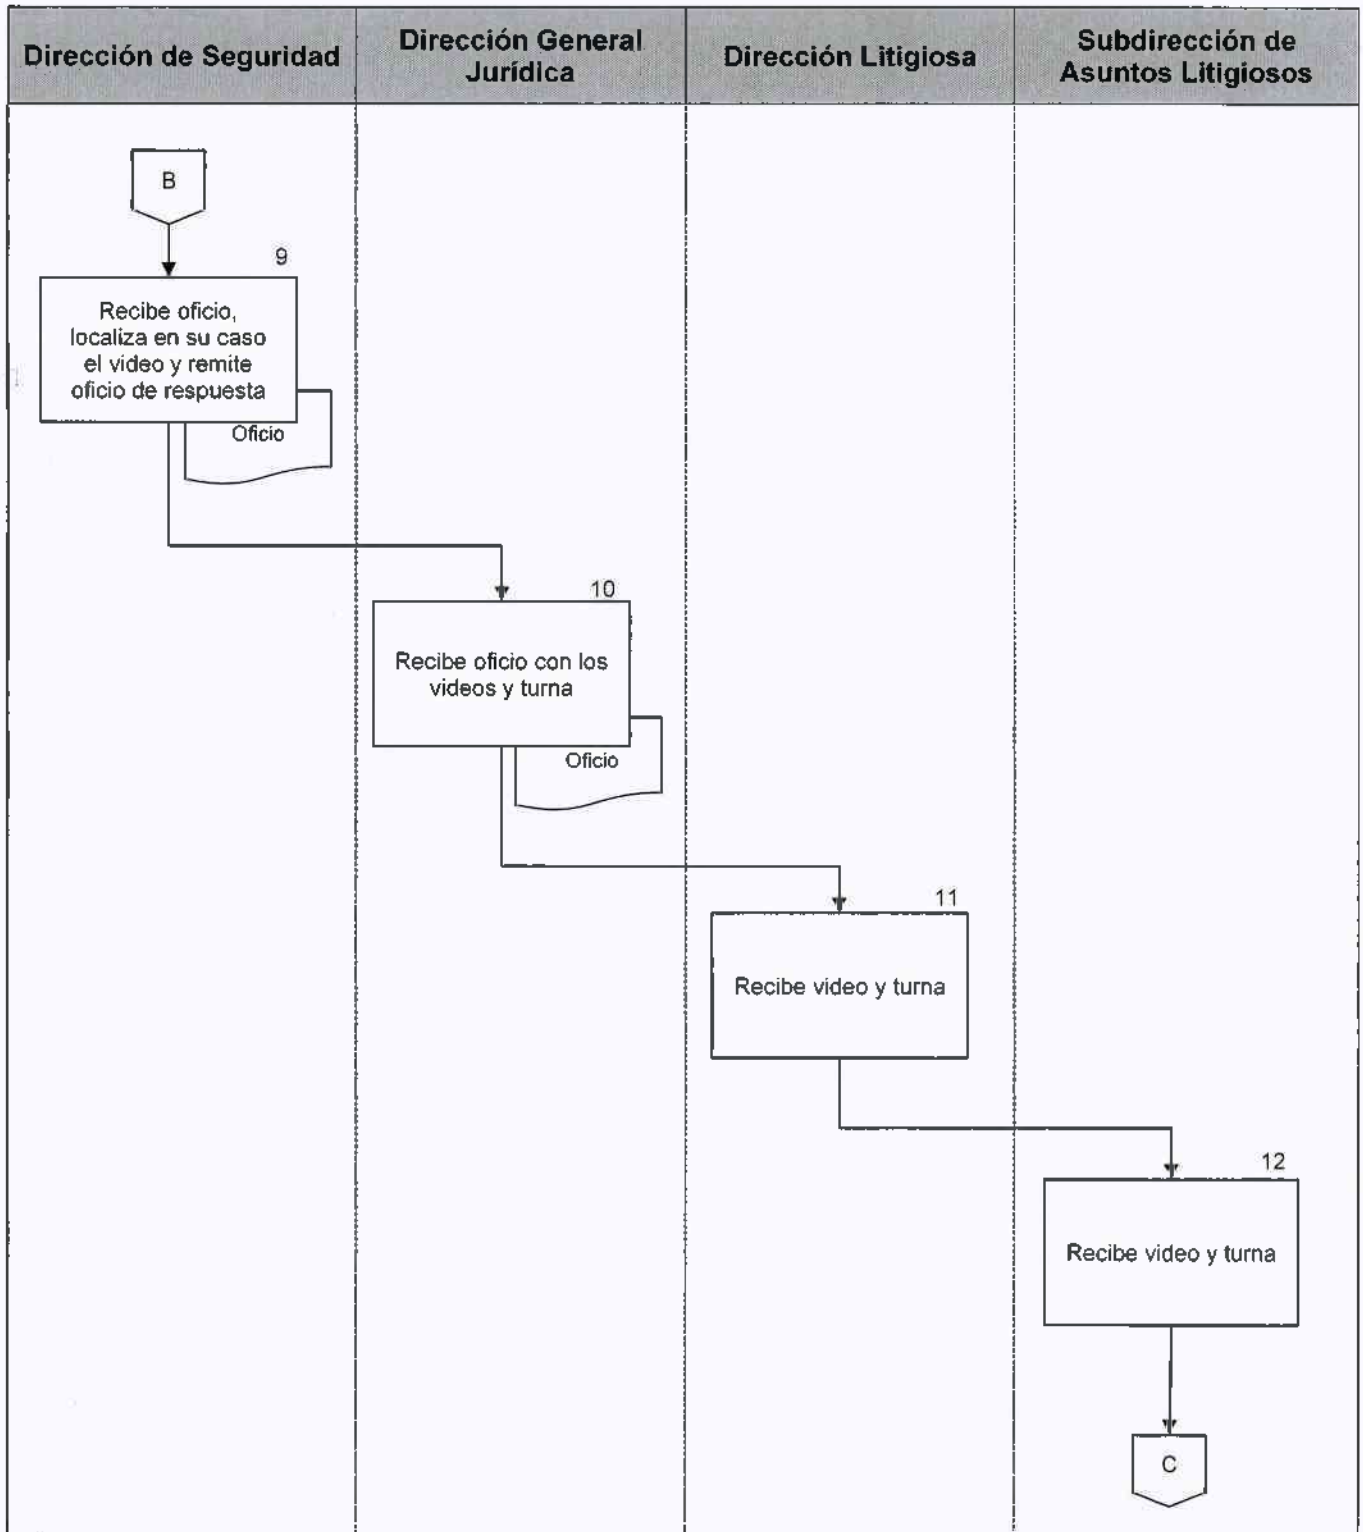 Dirección de Seguridad
Dirección General
Jurídica
Dirección Litigiosa
Subdirección de
Asuntos Litigiosos
B
9
Recibe oficio,
localiza en su caso
el video y remite
oficio de respuesta
Oficio
10
Recibe oficio con los
videos y turna
Oficio
11
Recibe video y turna
12
Recibe video y turna
C